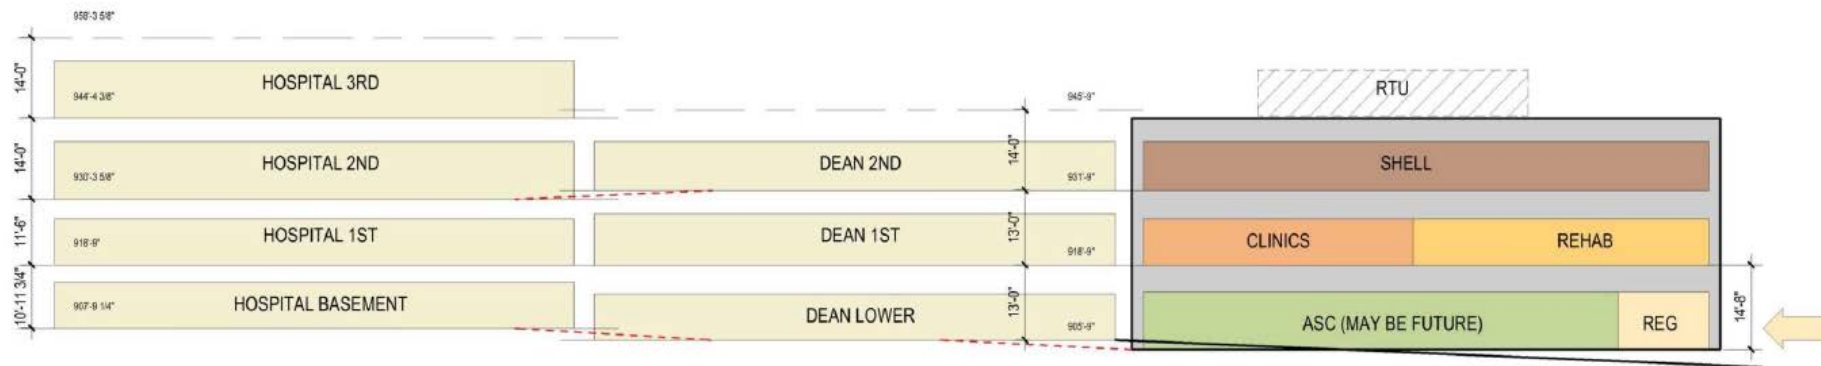 958'-3 5/8"
14'-0"
HOSPITAL 3RD
944'-4 3/8"
945'-9"
RTU
14'-0"
HOSPITAL 2ND
930'-3 5/8"
DEAN 2ND
14'-0"
931'-9"
SHELL
11'-6"
HOSPITAL 1ST
918'-9"
DEAN 1ST
13'-0"
918'-9"
CLINICS
REHAB
10'-11 3/4"
HOSPITAL BASEMENT
907'-9 1/4"
DEAN LOWER
13'-0"
905'-9"
ASC (MAY BE FUTURE)
REG
14'-8"